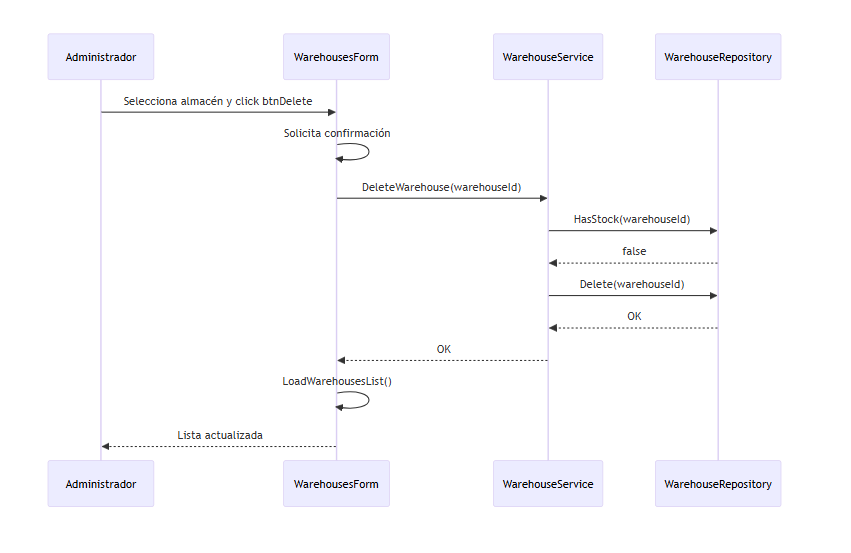 Administrador
WarehousesForm
WarehouseService
WarehouseRepository
Selecciona almacén y click btnDelete
Solicita confirmación
DeleteWarehouse(warehouseId)
HasStock(warehouseId)
false
Delete(warehouseId)
OK
OK
LoadWarehousesList()
Lista actualizada
Administrador
WarehousesForm
WarehouseService
WarehouseRepository